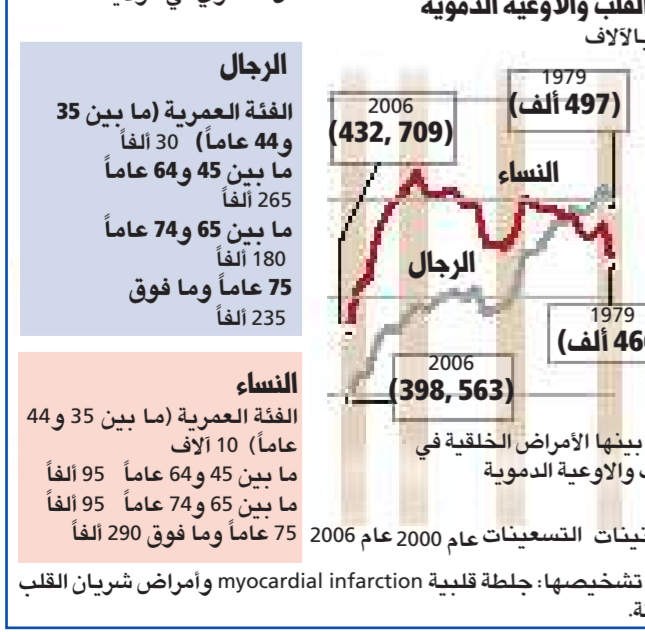 القلب والأوعية الدموية
بالآلاف
1979
(497 ألف)
2006
(432, 709)
النساء
الرجال
1979
ألف)
2006
(398, 563)
بينها الأمراض الخلقية في
والاوعية الدموية
التسعينات عام 2000 عام 2006
الرجال
الفئة العمرية (ما بين 35
و44 عاماً) 30 ألفاً
ما بين 45 و64 عاماً
265 ألفاً
ما بين 65 و74 عاماً
180 ألفاً
75 عاماً وما فوق
235 ألفاً
النساء
الفئة العمرية (ما بين 35 و44
عاماً) 10 آلاف
ما بين 45 و64 عاماً 95 ألفاً
ما بين 65 و74 عاماً 95 ألفاً
75 عاماً وما فوق 290 ألفاً
تشخيصها: جلطة قلبية myocardial infarction وأمراض شريان القلب